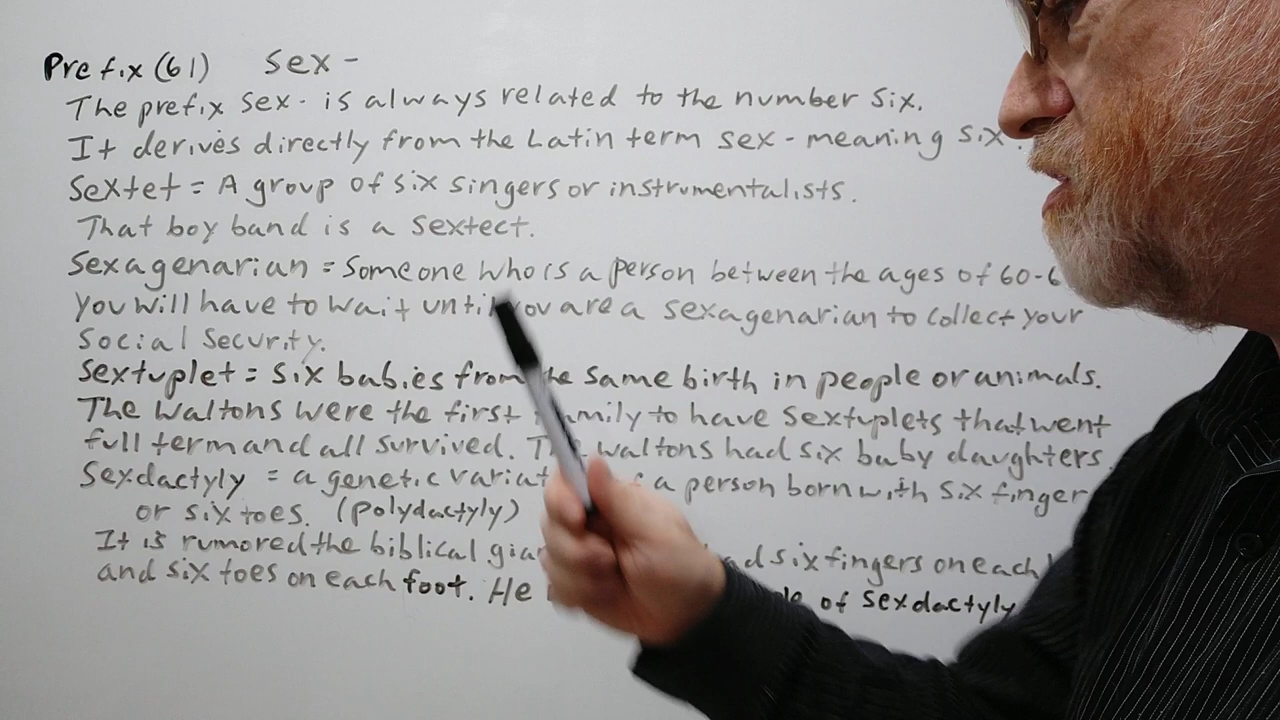 Prefix (61) Sex -
The prefix sex - is always related to the number six.
It derives directly from the Latin term sex - meaning six.
Sextet = A group of six singers or instrumentalists.
That boy band is a sextect.
Sexagenarian = Someone who is a person between the ages of 60-6
You will have to wait until you are a sexagenarian to collect your
Social Security.
Sextuplet = six babies from the same birth in people or animals.
The Waltons were the first family to have sextuplets that went
full term and all survived. The Waltons had six baby daughters.
Sexdactyly = a genetic variat a person born with six finger
or six toes. (polydactyly)
It is rumored the biblical had six fingers on each
and six toes on each foot. He of sexdactyly